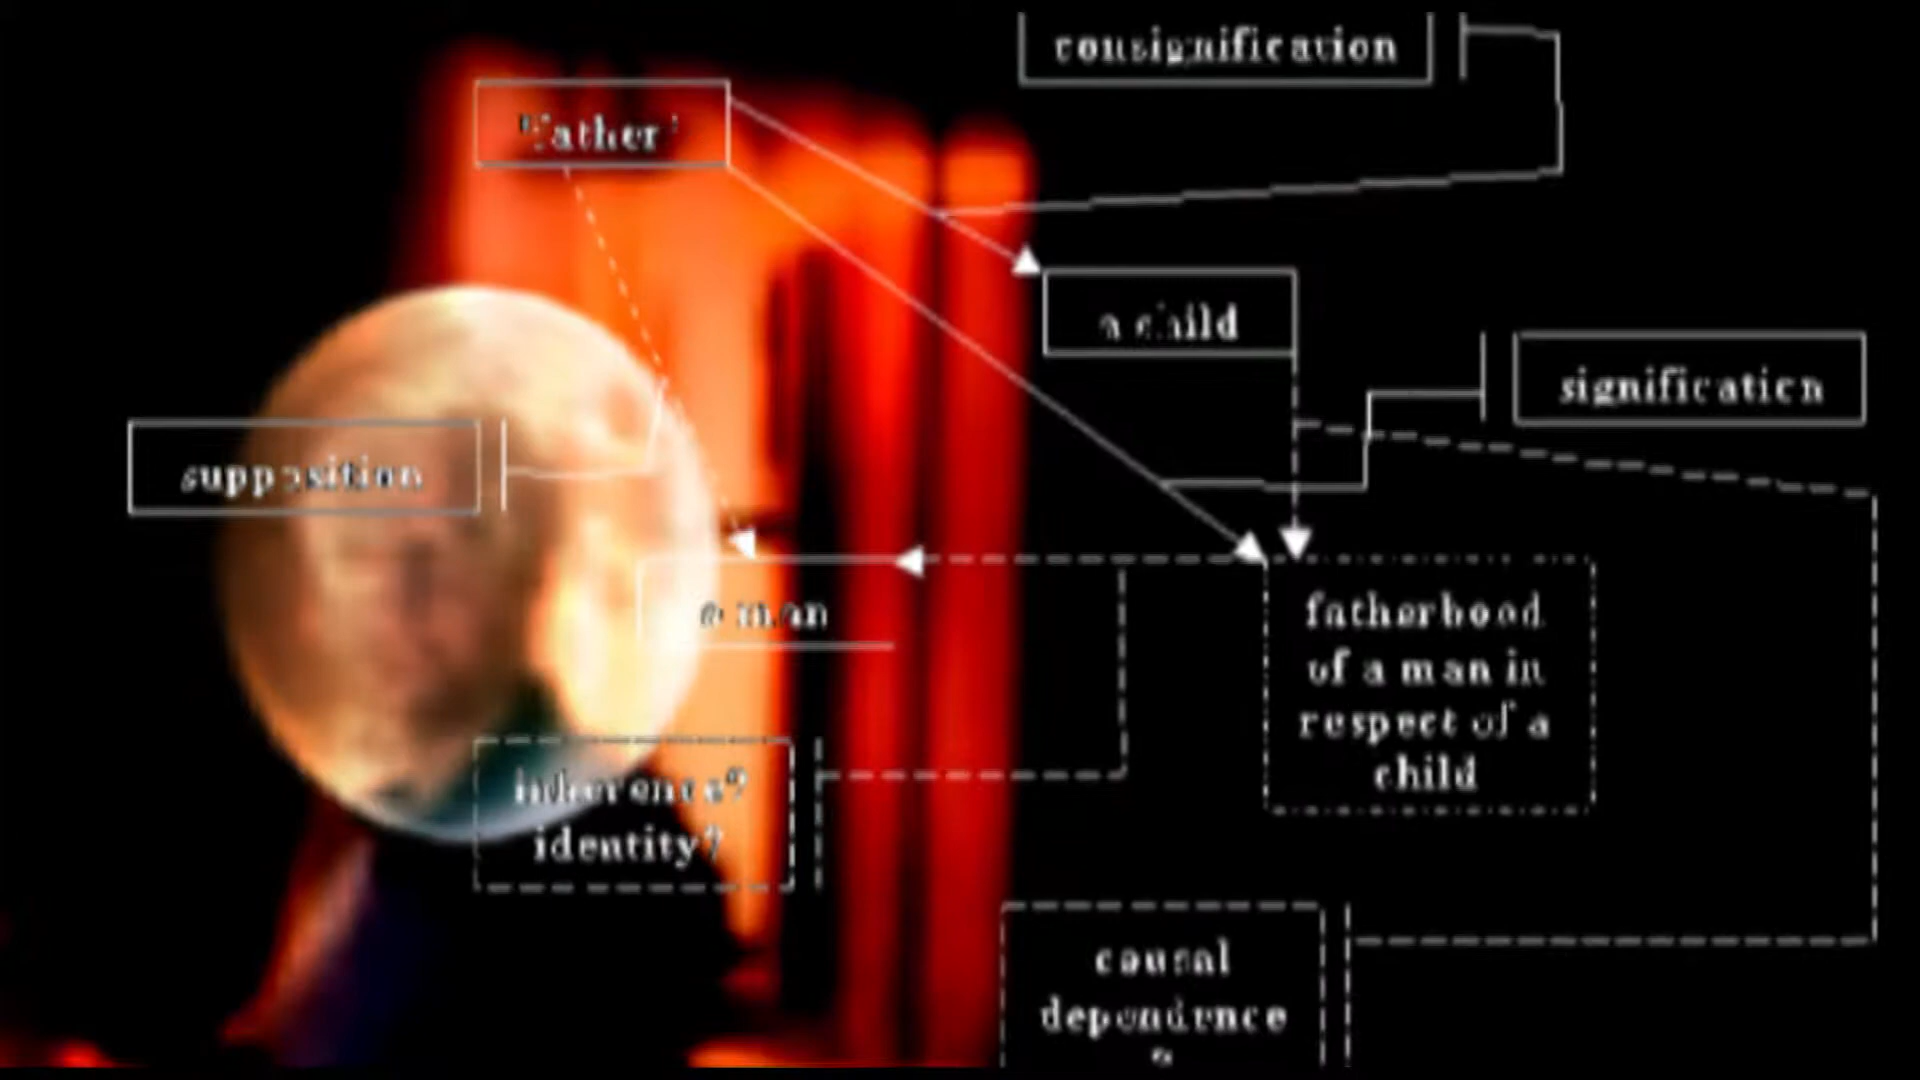 consignification
'Father'
a child
signification
supposition
a man
fatherhood
of a man in
respect of a
child
inherence?
identity?
causal
dependence
?